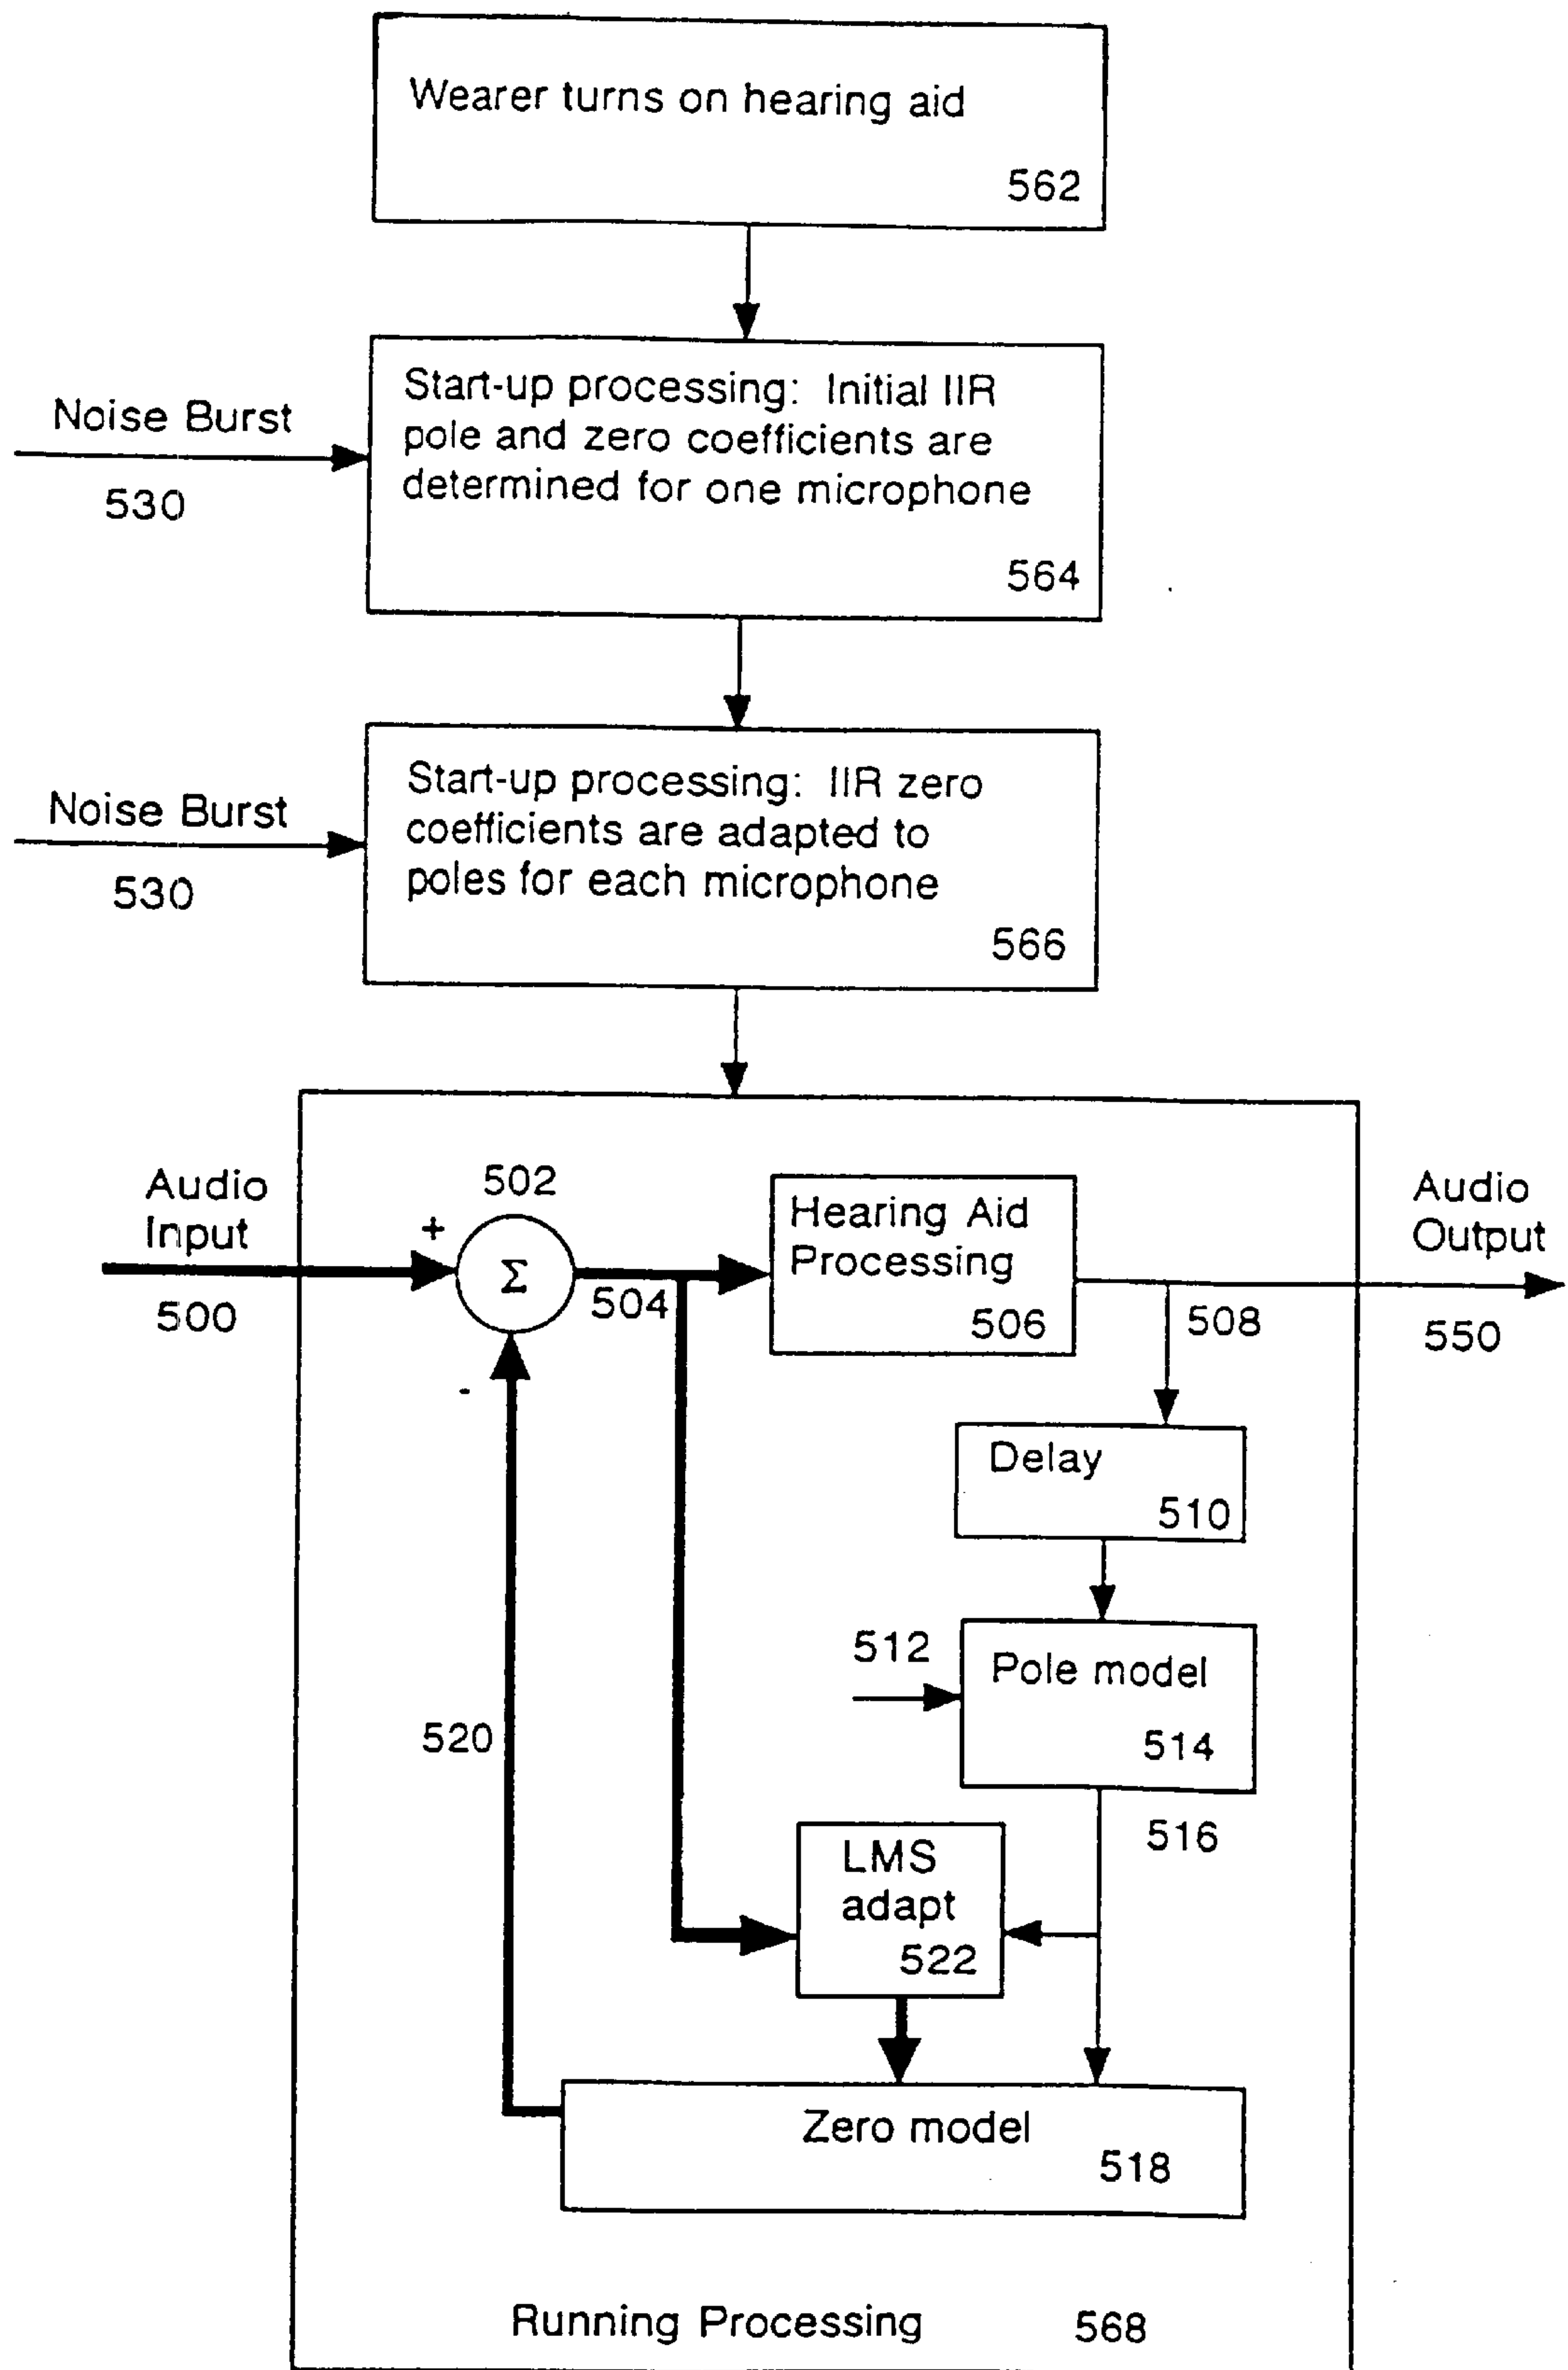 Wearer turns on hearing aid
562
Noise Burst
530
Start-up processing: Initial IIR
pole and zero coefficients are
determined for one microphone
564
Noise Burst
530
Start-up processing: IIR zero
coefficients are adapted to
poles for each microphone
566
Audio
Input
500
+
502
Σ
-
504
Hearing Aid
Processing
506
508
Audio
Output
550
Delay
510
512
Pole model
514
516
520
LMS
adapt
522
Zero model
518
Running Processing 568